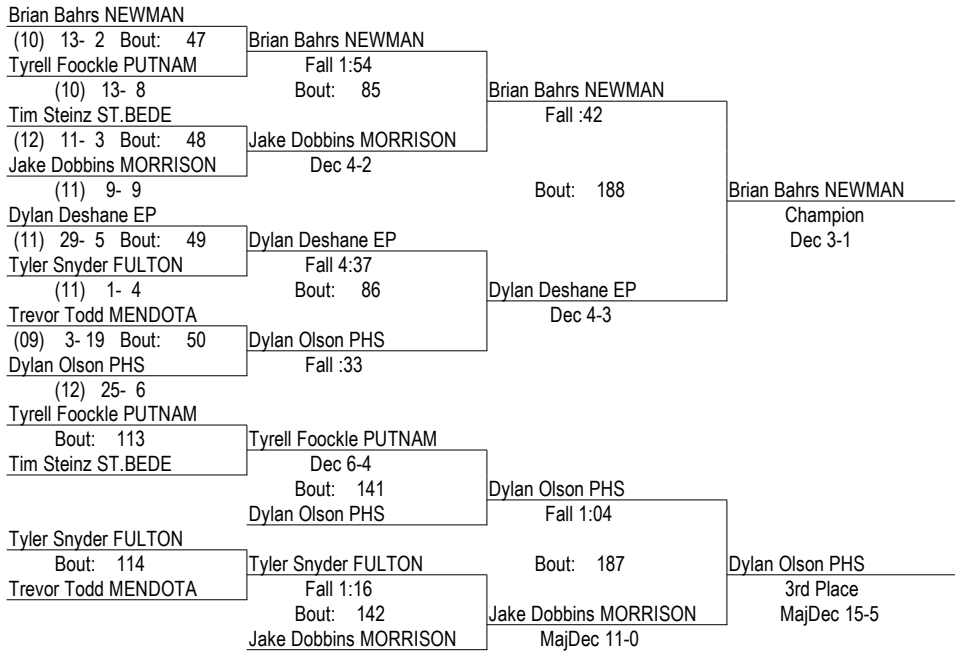 Brian Bahrs NEWMAN
(10) 13- 2 Bout: 47 Brian Bahrs NEWMAN
Tyrell Foockle PUTNAM Fall 1:54
(10) 13- 8 Bout: 85 Brian Bahrs NEWMAN
Tim Steinz ST.BEDE Fall :42
(12) 11- 3 Bout: 48 Jake Dobbins MORRISON
Jake Dobbins MORRISON Dec 4-2
(11) 9- 9 Bout: 188 Brian Bahrs NEWMAN
Dylan Deshane EP Champion
(11) 29- 5 Bout: 49 Dylan Deshane EP Dec 3-1
Tyler Snyder FULTON Fall 4:37
(11) 1- 4 Bout: 86 Dylan Deshane EP
Trevor Todd MENDOTA Dec 4-3
(09) 3- 19 Bout: 50 Dylan Olson PHS
Dylan Olson PHS Fall :33
(12) 25- 6
Tyrell Foockle PUTNAM
Bout: 113 Tyrell Foockle PUTNAM
Tim Steinz ST.BEDE Dec 6-4
Bout: 141 Dylan Olson PHS
Dylan Olson PHS Fall 1:04
Tyler Snyder FULTON
Bout: 114 Tyler Snyder FULTON Bout: 187 Dylan Olson PHS
Trevor Todd MENDOTA Fall 1:16 3rd Place
Bout: 142 Jake Dobbins MORRISON MajDec 15-5
Jake Dobbins MORRISON MajDec 11-0